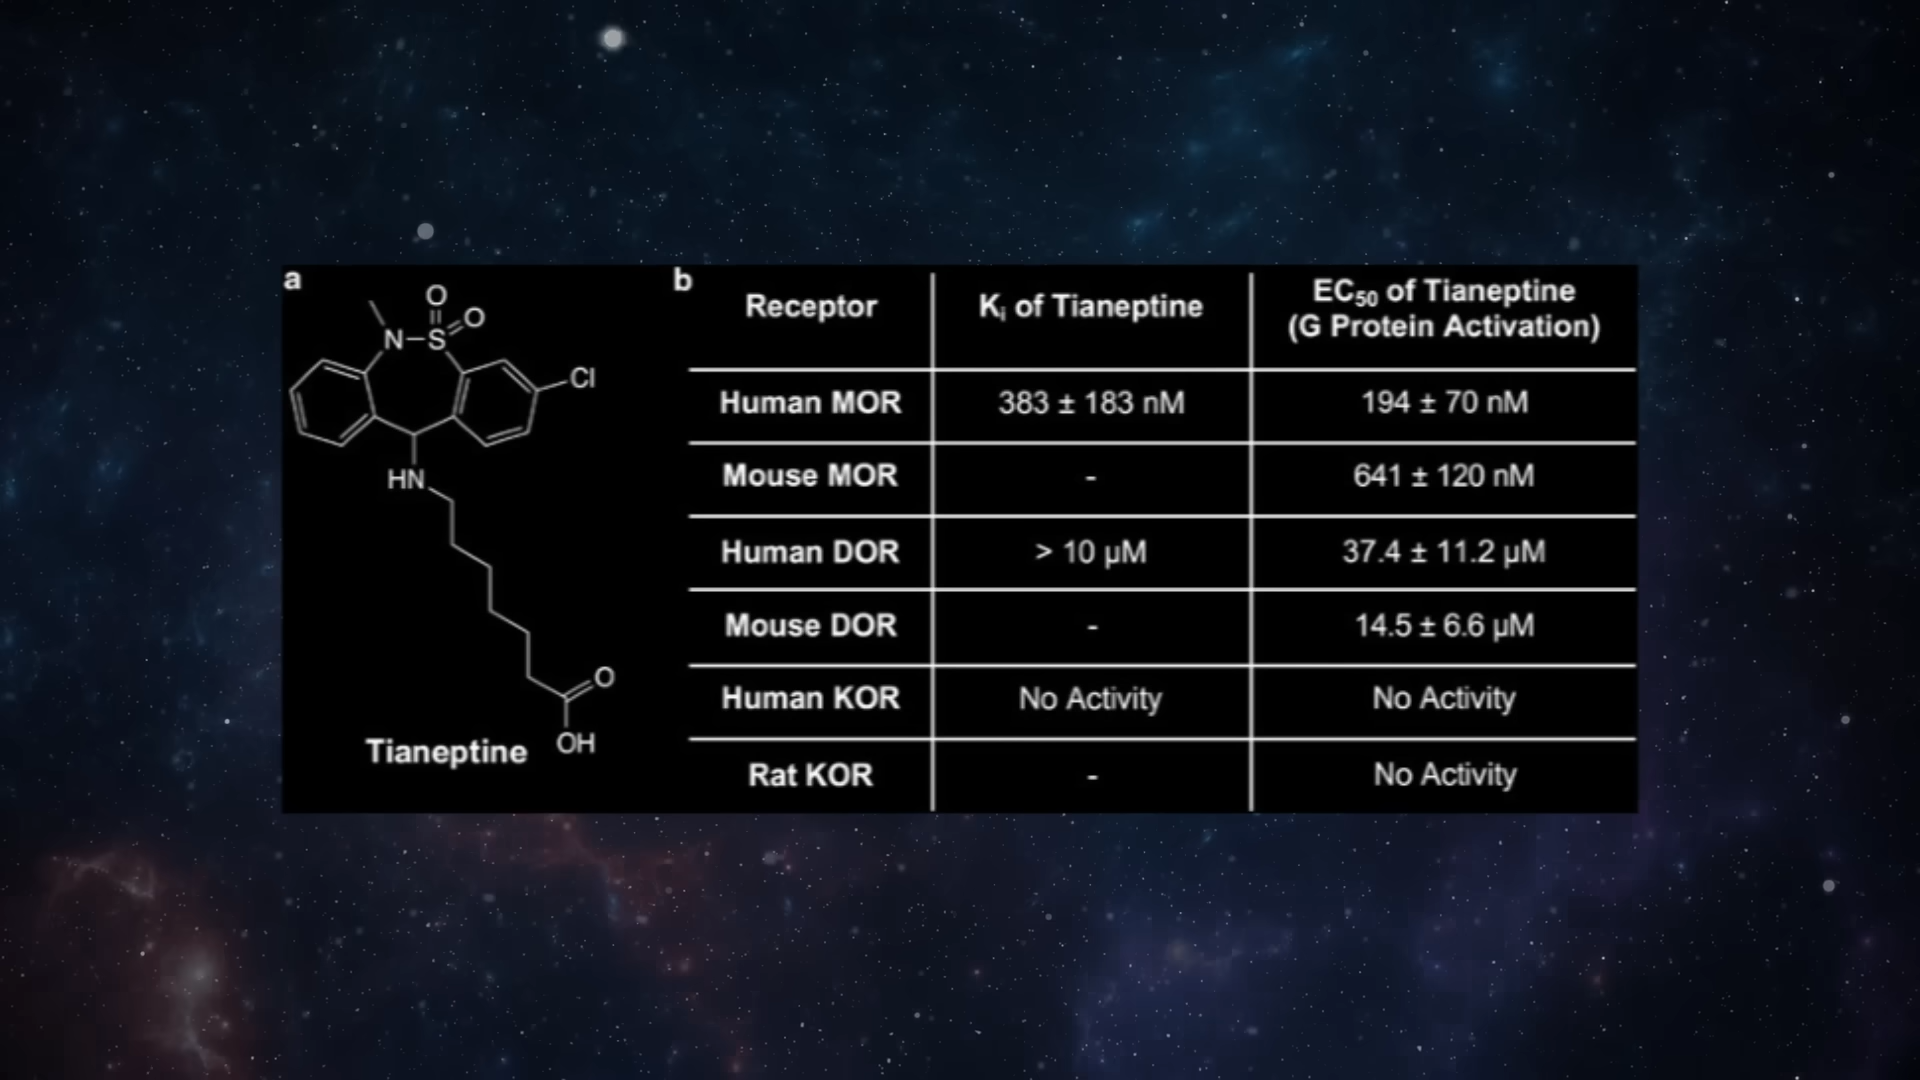 a
O
O
N
S
Cl
HN
O
OH
Tianeptine
b
Receptor
Kᵢ of Tianeptine
EC₅₀ of Tianeptine
(G Protein Activation)
Human MOR
383 ± 183 nM
194 ± 70 nM
Mouse MOR
-
641 ± 120 nM
Human DOR
> 10 µM
37.4 ± 11.2 µM
Mouse DOR
-
14.5 ± 6.6 µM
Human KOR
No Activity
No Activity
Rat KOR
-
No Activity